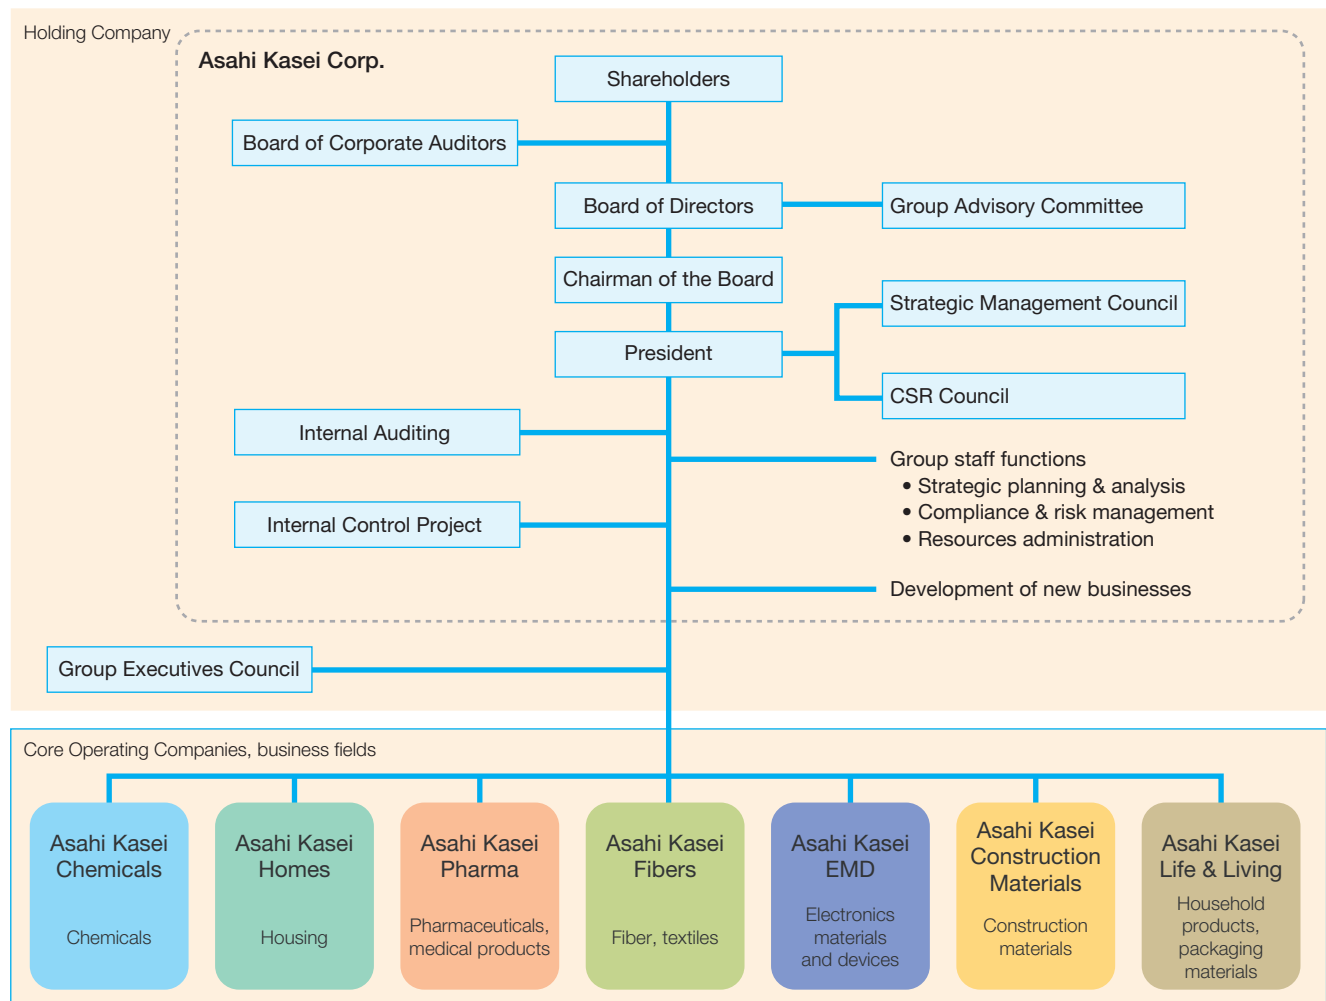 Holding Company
Asahi Kasei Corp.
Shareholders
Board of Corporate Auditors
Board of Directors
Group Advisory Committee
Chairman of the Board
Strategic Management Council
President
CSR Council
Internal Auditing
Group staff functions
• Strategic planning & analysis
• Compliance & risk management
• Resources administration
Internal Control Project
Development of new businesses
Group Executives Council
Core Operating Companies, business fields
Asahi Kasei
Chemicals
Chemicals
Asahi Kasei
Homes
Housing
Asahi Kasei
Pharma
Pharmaceuticals,
medical products
Asahi Kasei
Fibers
Fiber, textiles
Asahi Kasei
EMD
Electronics
materials
and devices
Asahi Kasei
Construction
Materials
Construction
materials
Asahi Kasei
Life & Living
Household
products,
packaging
materials